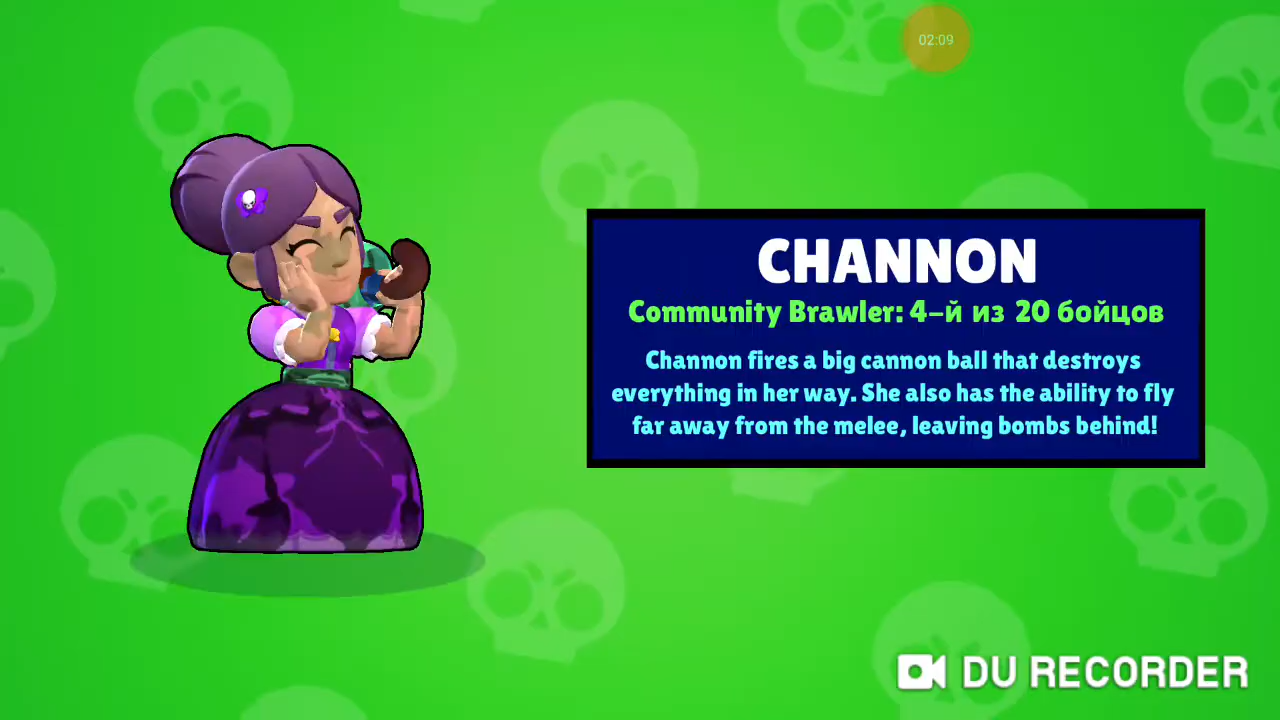 02:09
CHANNON
Community Brawler: 4-й из 20 бойцов
Channon fires a big cannon ball that destroys
everything in her way. She also has the ability to fly
far away from the melee, leaving bombs behind!
DU RECORDER